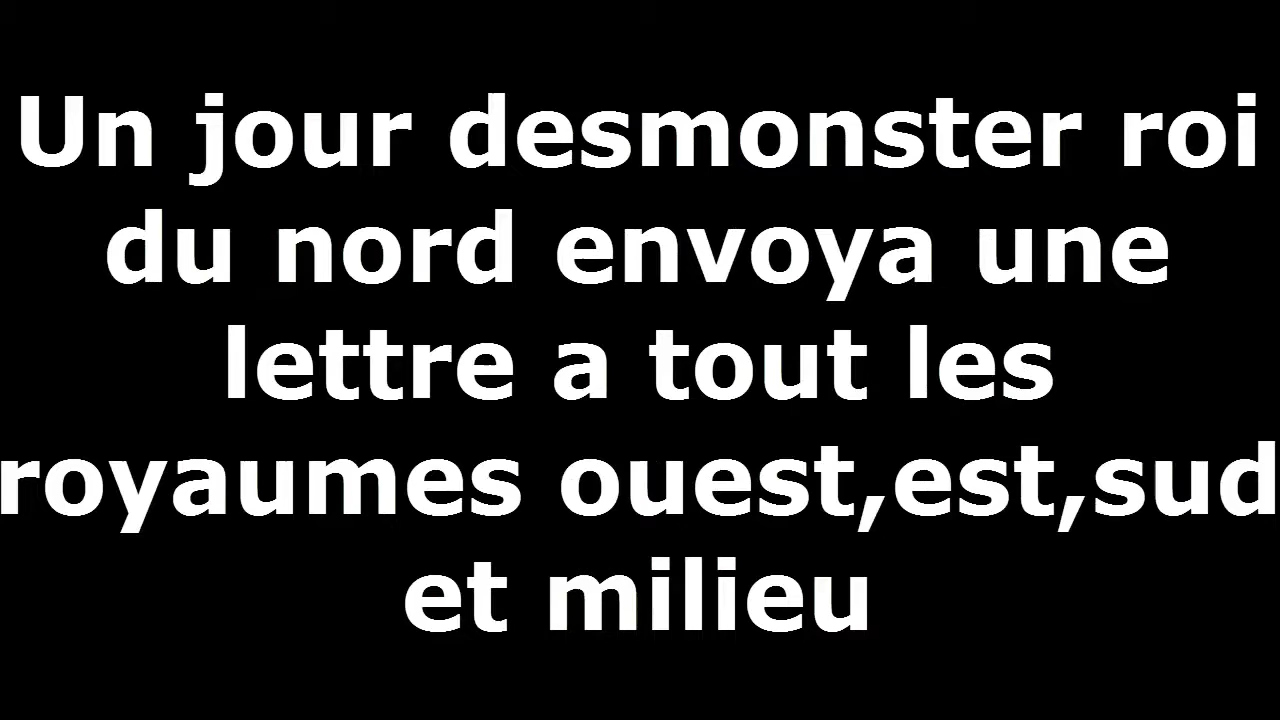 Un jour desmonster roi
du nord envoya une
lettre a tout les
royaumes ouest,est,sud
et milieu